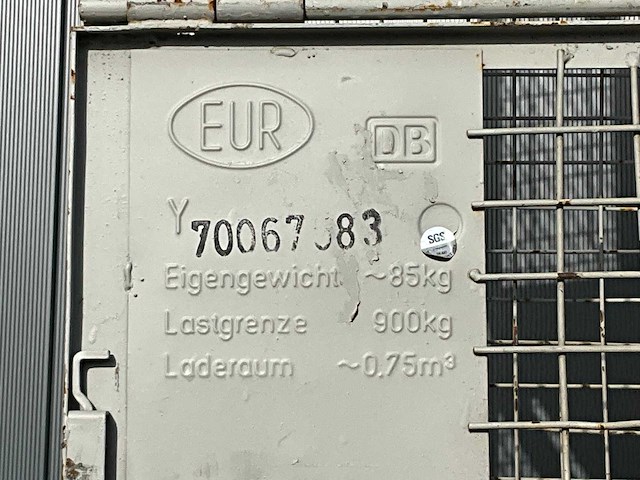 EUR DB
Y
SGS
Eigengewicht ~85kg
Lastgrenze 900kg
Laderaum ~0,75m³